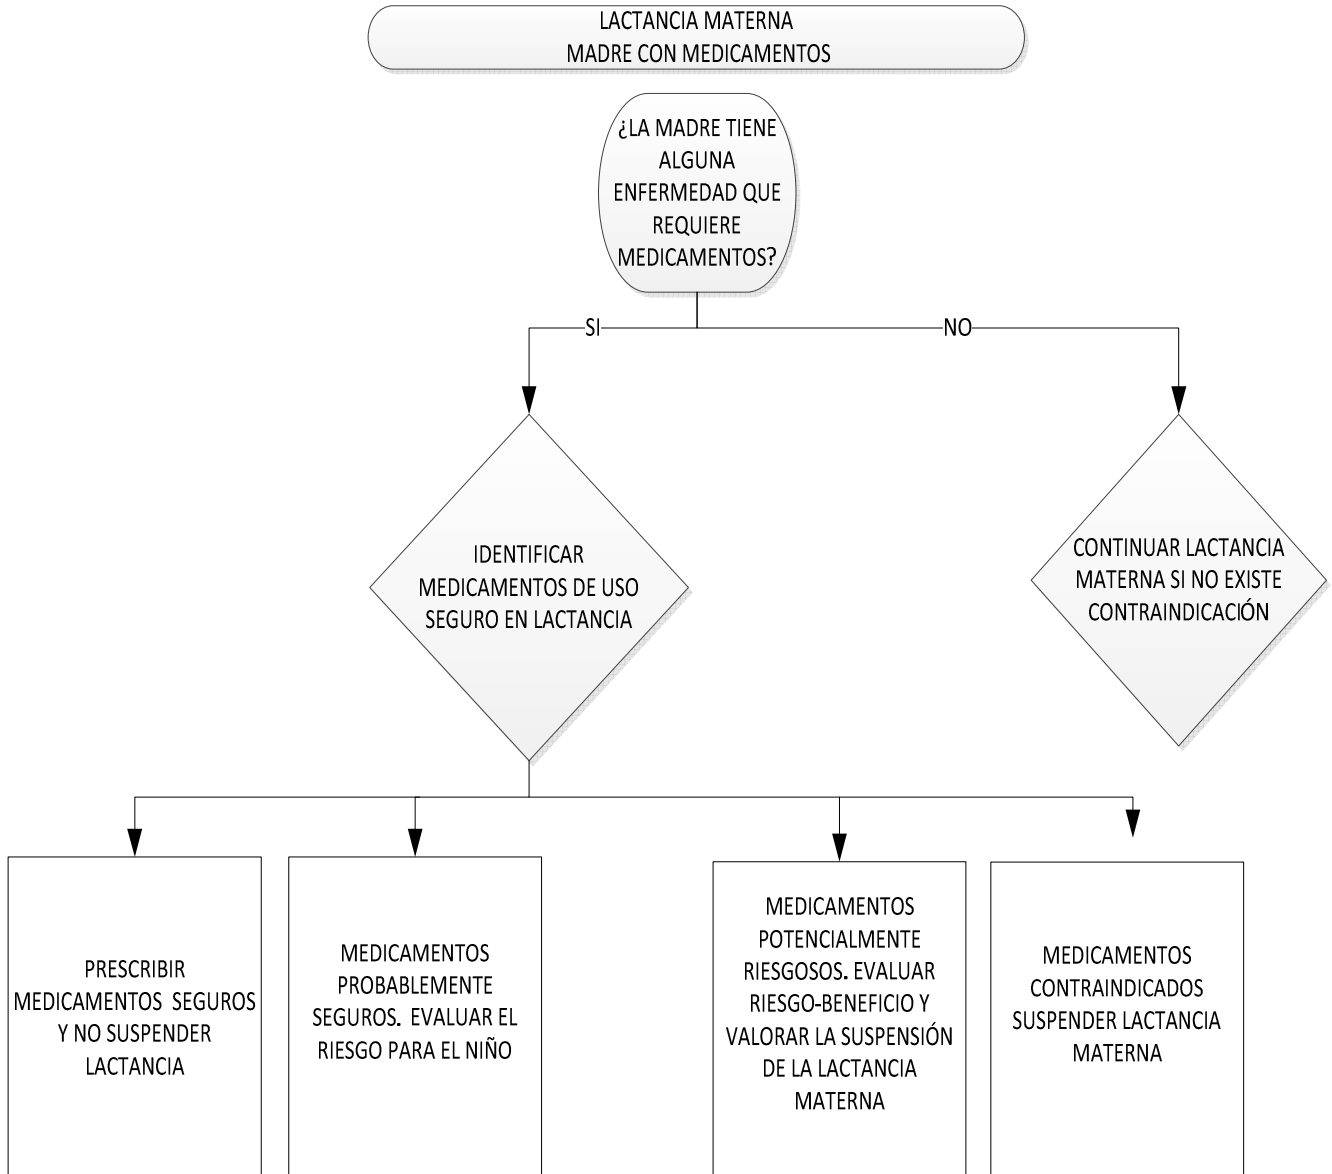 LACTANCIA MATERNA
MADRE CON MEDICAMENTOS
¿LA MADRE TIENE
ALGUNA
ENFERMEDAD QUE
REQUIERE
MEDICAMENTOS?
SI
NO
IDENTIFICAR
MEDICAMENTOS DE USO
SEGURO EN LACTANCIA
CONTINUAR LACTANCIA
MATERNA SI NO EXISTE
CONTRAINDICACIÓN
PRESCRIBIR
MEDICAMENTOS SEGUROS
Y NO SUSPENDER
LACTANCIA
MEDICAMENTOS
PROBABLEMENTE
SEGUROS. EVALUAR EL
RIESGO PARA EL NIÑO
MEDICAMENTOS
POTENCIALMENTE
RIESGOSOS. EVALUAR
RIESGO-BENEFICIO Y
VALORAR LA SUSPENSIÓN
DE LA LACTANCIA
MATERNA
MEDICAMENTOS
CONTRAINDICADOS
SUSPENDER LACTANCIA
MATERNA